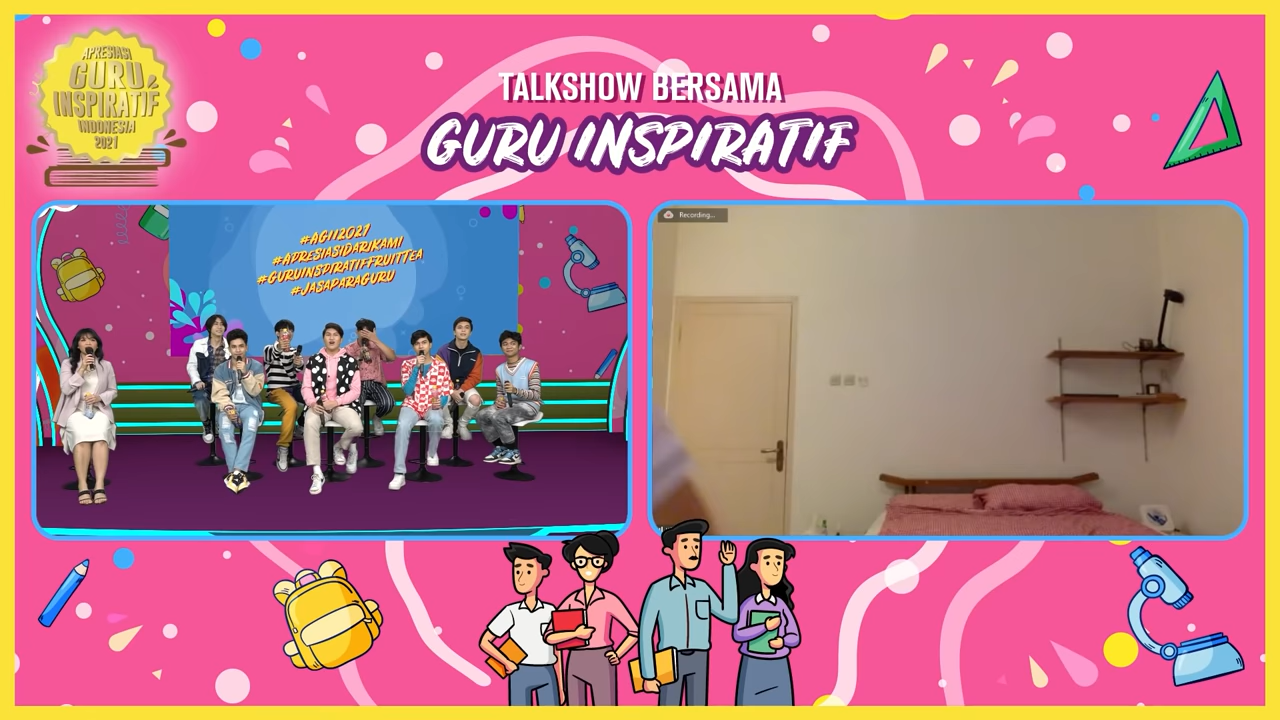 APRESIASI
GURU
INSPIRATIF
INDONESIA
2021
TALKSHOW BERSAMA
GURU INSPIRATIF
#AGII2021
#APRESIASIDARIKAMI
#GURUINSPIRATIFFRUITTEA
#JASAPARAGURU
Recording...